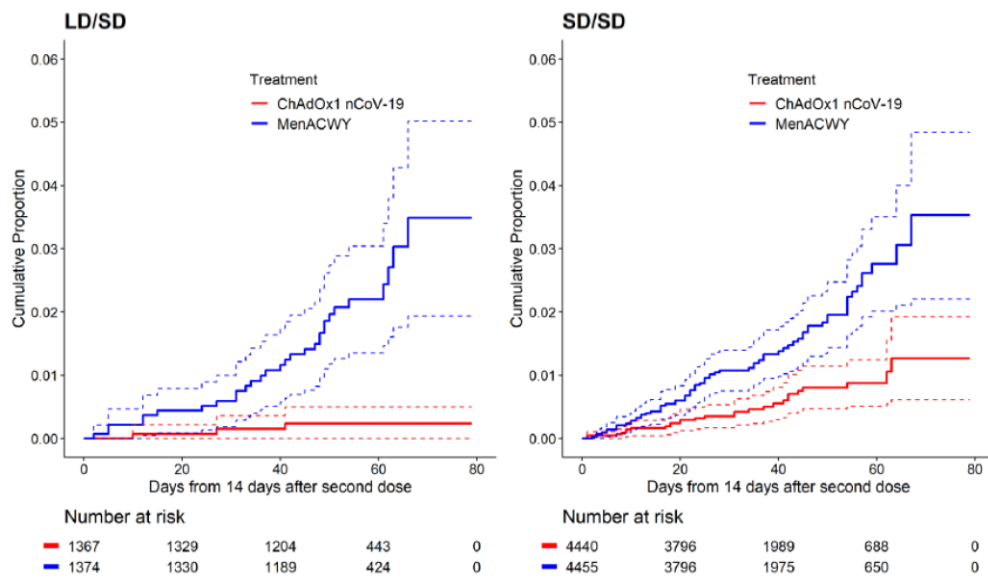 LD/SD
0.06
0.05
0.04
0.03
0.02
0.01
0.00
Cumulative Proportion
Treatment
ChAdOx1 nCoV-19
MenACWY
0 20 40 60 80
Days from 14 days after second dose
Number at risk
1367 1329 1204 443 0
1374 1330 1189 424 0
SD/SD
0.06
0.05
0.04
0.03
0.02
0.01
0.00
Cumulative Proportion
Treatment
ChAdOx1 nCoV-19
MenACWY
0 20 40 60 80
Days from 14 days after second dose
Number at risk
4440 3796 1989 688 0
4455 3796 1975 650 0